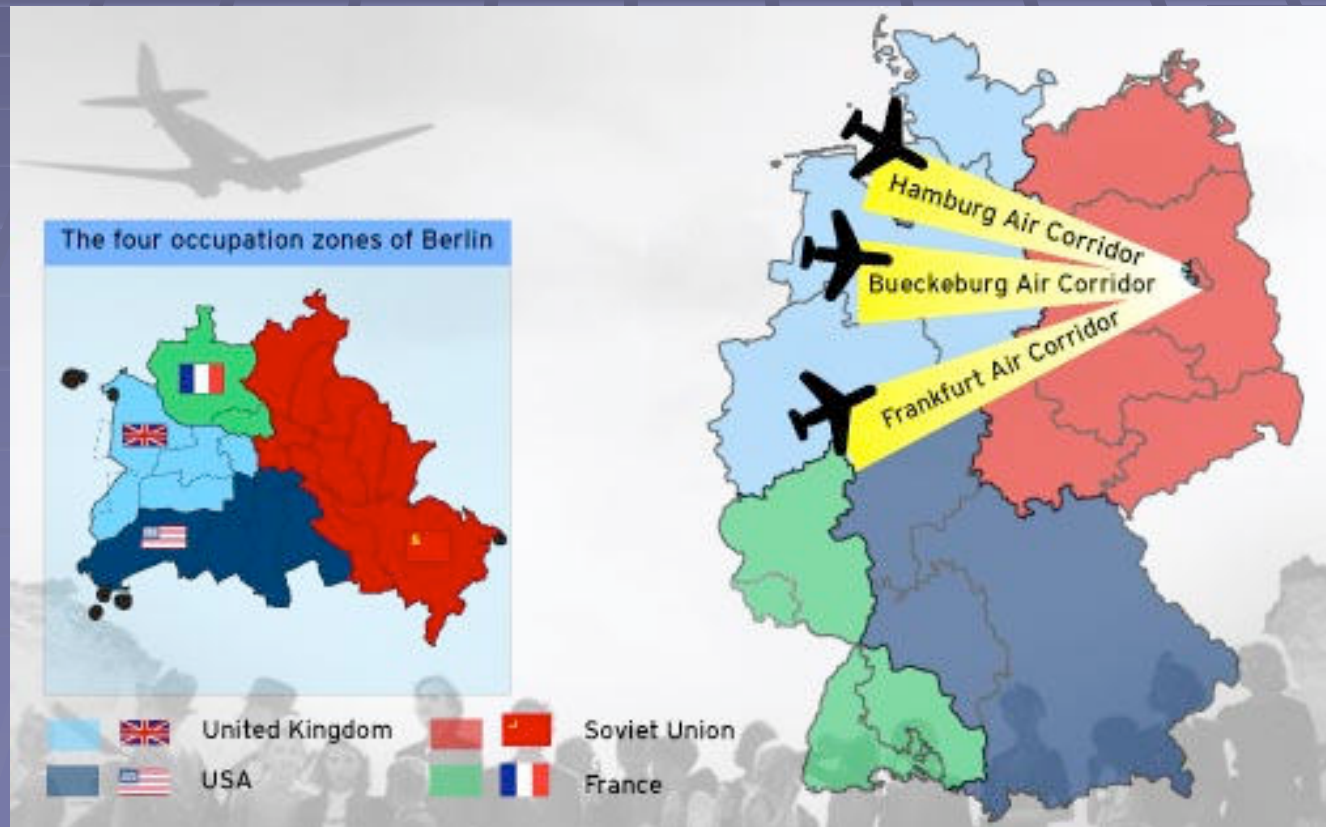 The four occupation zones of Berlin
Hamburg Air Corridor
Bueckeburg Air Corridor
Frankfurt Air Corridor
United Kingdom
Soviet Union
USA
France